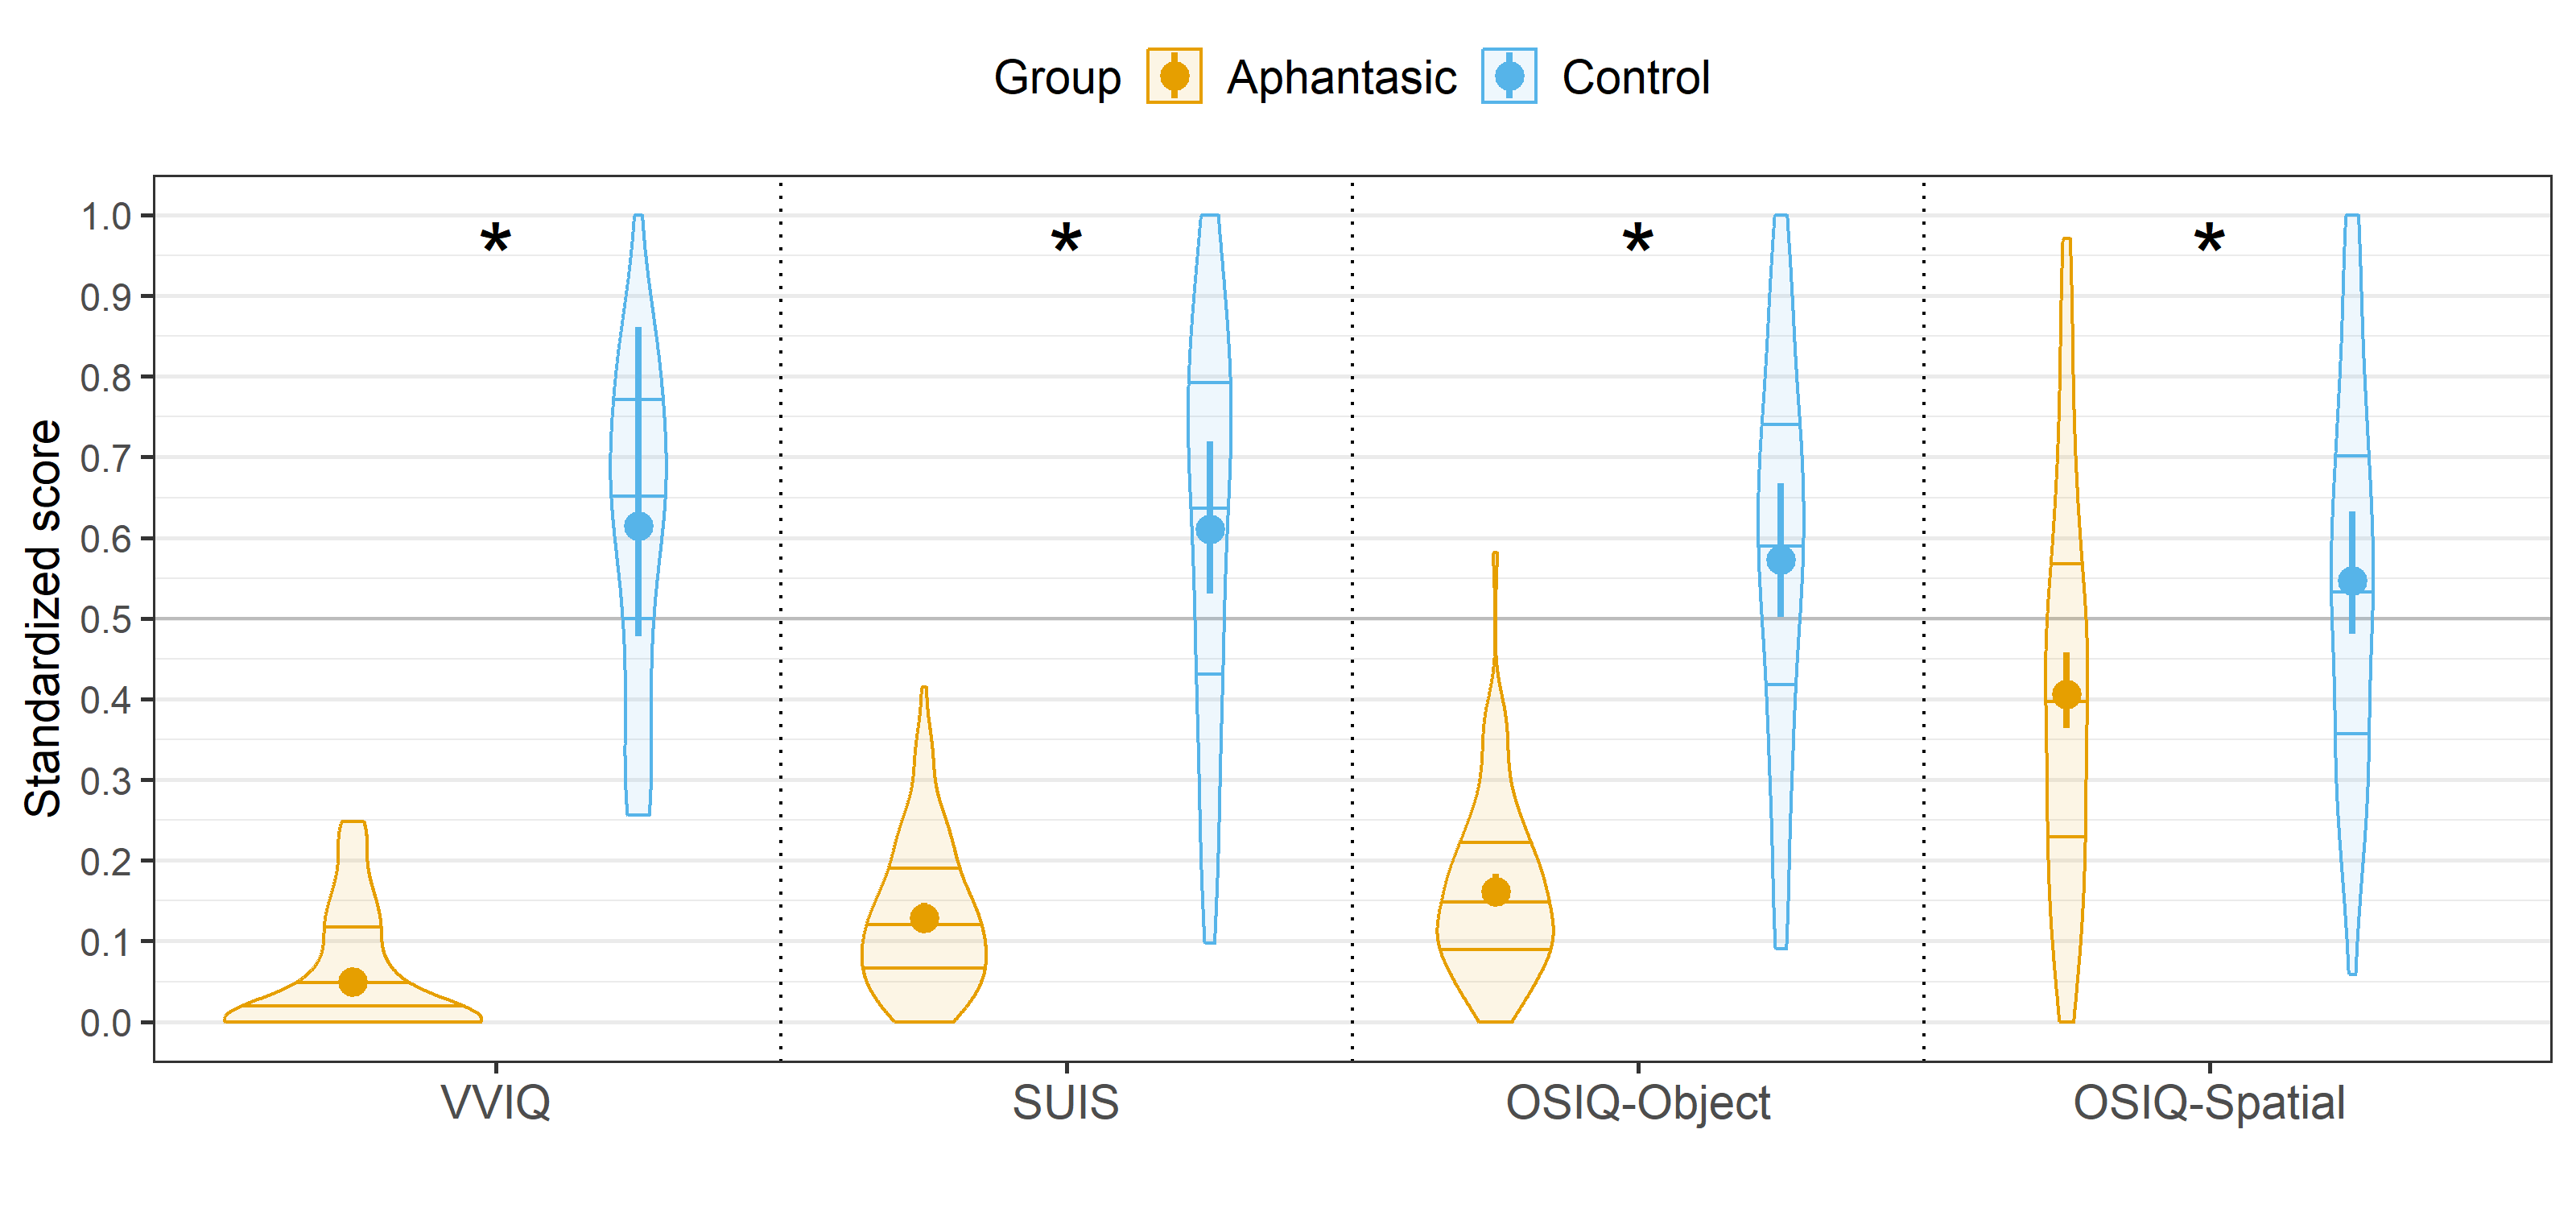 Group Aphantasic Control
* * * *
1.0
0.9
0.8
0.7
0.6
0.5
0.4
0.3
0.2
0.1
0.0
Standardized score
VVIQ SUIS OSIQ-Object OSIQ-Spatial